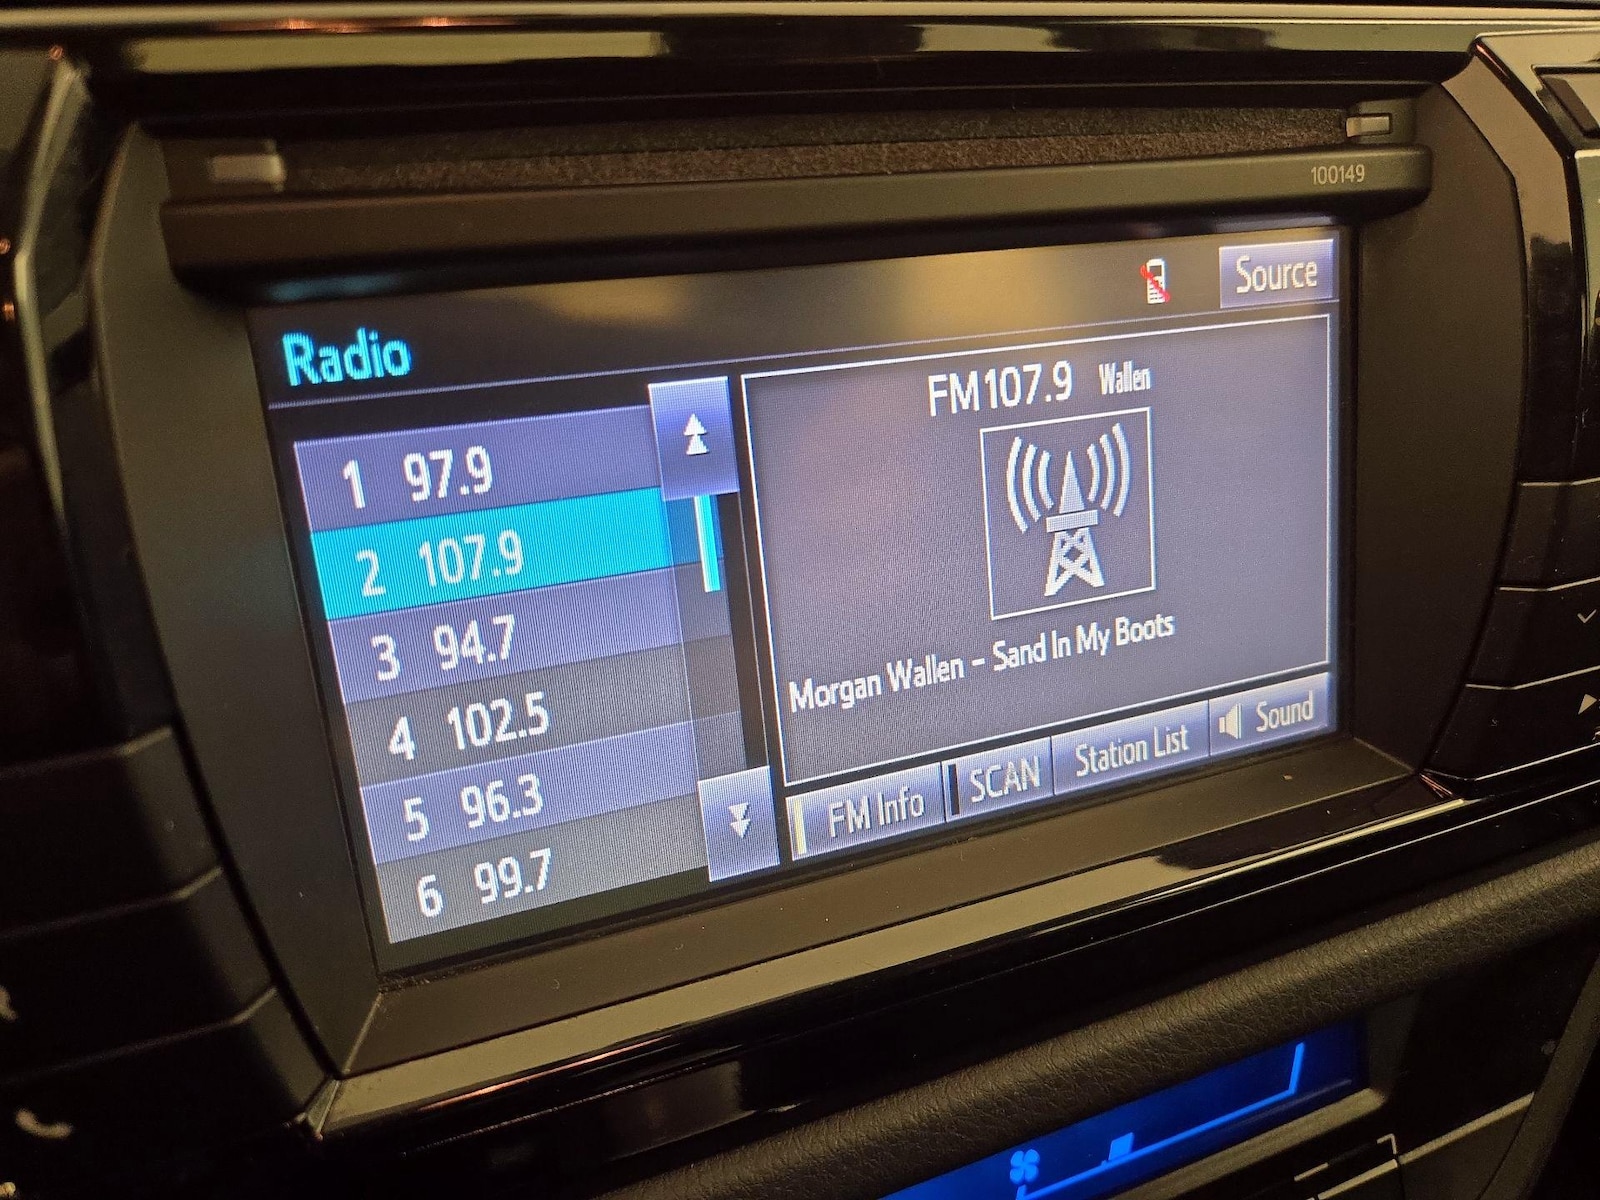 100149
Source
Radio
FM107.9 Wallen
1 97.9
2 107.9
3 94.7
4 102.5
5 96.3
6 99.7
Morgan Wallen - Sand In My Boots
FM Info SCAN Station List Sound